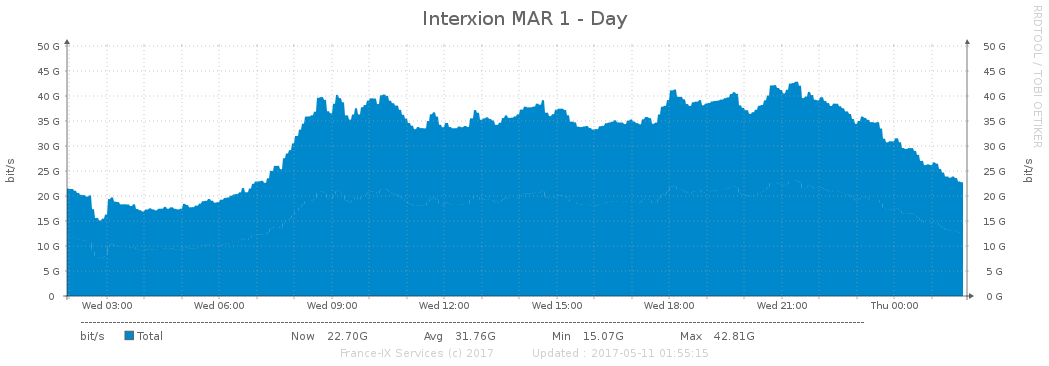 Interxion MAR 1 - Day
RRDTOOL / TOBI OETIKER
50 G 50 G
45 G 45 G
40 G 40 G
35 G 35 G
30 G 30 G
25 G 25 G
20 G 20 G
15 G 15 G
10 G 10 G
5 G 5 G
0 0 G
bit/s bit/s
Wed 03:00 Wed 06:00 Wed 09:00 Wed 12:00 Wed 15:00 Wed 18:00 Wed 21:00 Thu 00:00
bit/s Total Now 22.70G Avg 31.76G Min 15.07G Max 42.81G
France-IX Services (c) 2017 Updated : 2017-05-11 01:55:15